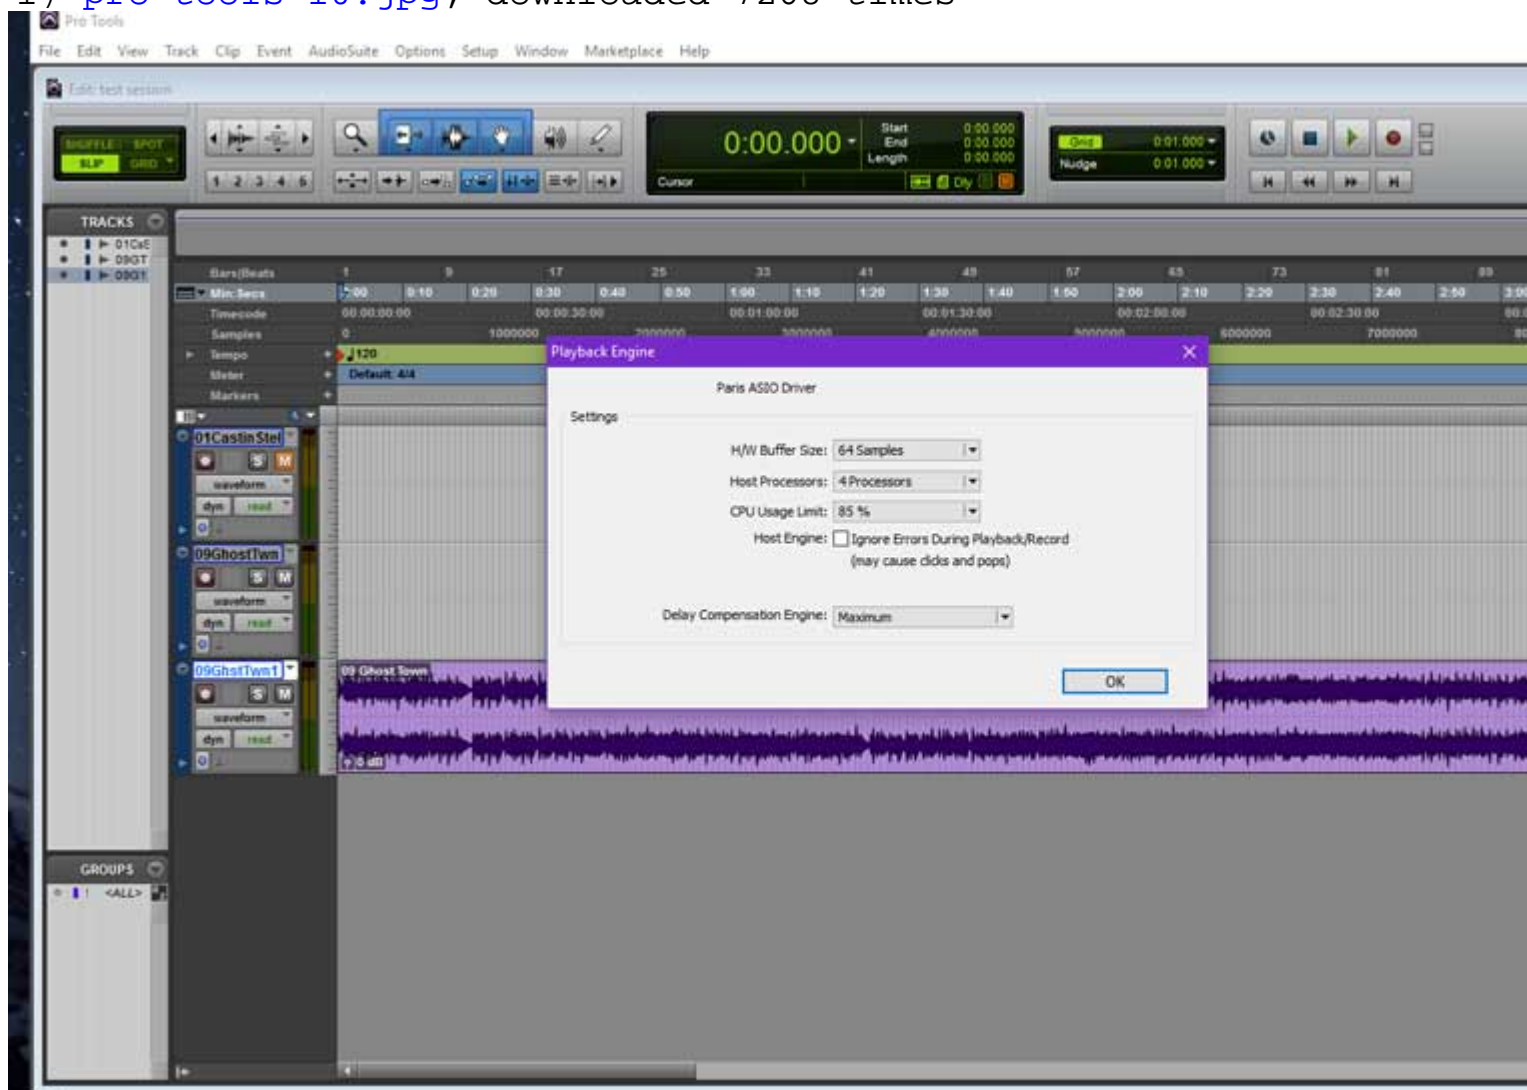 1) pro tools 10.jpg, downloaded 7206 times
Pro Tools
File Edit View Track Clip Event AudioSuite Options Setup Window Marketplace Help
Edit: test session
SHUFFLE SPOT
SLIP GRID
1 2 3 4 5
0:00.000
Start 0:00.000
End 0:00.000
Length 0:00.000
Cursor
Dly
Grid 0:01.000
Nudge 0:01.000
TRACKS
01CaS
09GT
09GT
Bars|Beats 1 9 17 25 33 41 49 57 65 73 81 89
Min:Secs 0:00 0:10 0:20 0:30 0:40 0:50 1:00 1:10 1:20 1:30 1:40 1:50 2:00 2:10 2:20 2:30 2:40 2:50 3:00
Timecode 00:00:00:00 00:00:30:00 00:01:00:00 00:01:30:00 00:02:00:00 00:02:30:00
Samples 0 1000000 2000000 3000000 4000000 5000000 6000000 7000000
Tempo 120
Meter Default: 4/4
Markers
Playback Engine
Paris ASIO Driver
Settings
H/W Buffer Size: 64 Samples
Host Processors: 4 Processors
CPU Usage Limit: 85 %
Host Engine: Ignore Errors During Playback/Record
(may cause clicks and pops)
Delay Compensation Engine: Maximum
OK
01CastinStel
S M
waveform
dyn read
09GhostTwn
S M
waveform
dyn read
09GhstTwn1
S M
waveform
dyn read
09 Ghost Town
0 dB
GROUPS
! <ALL>